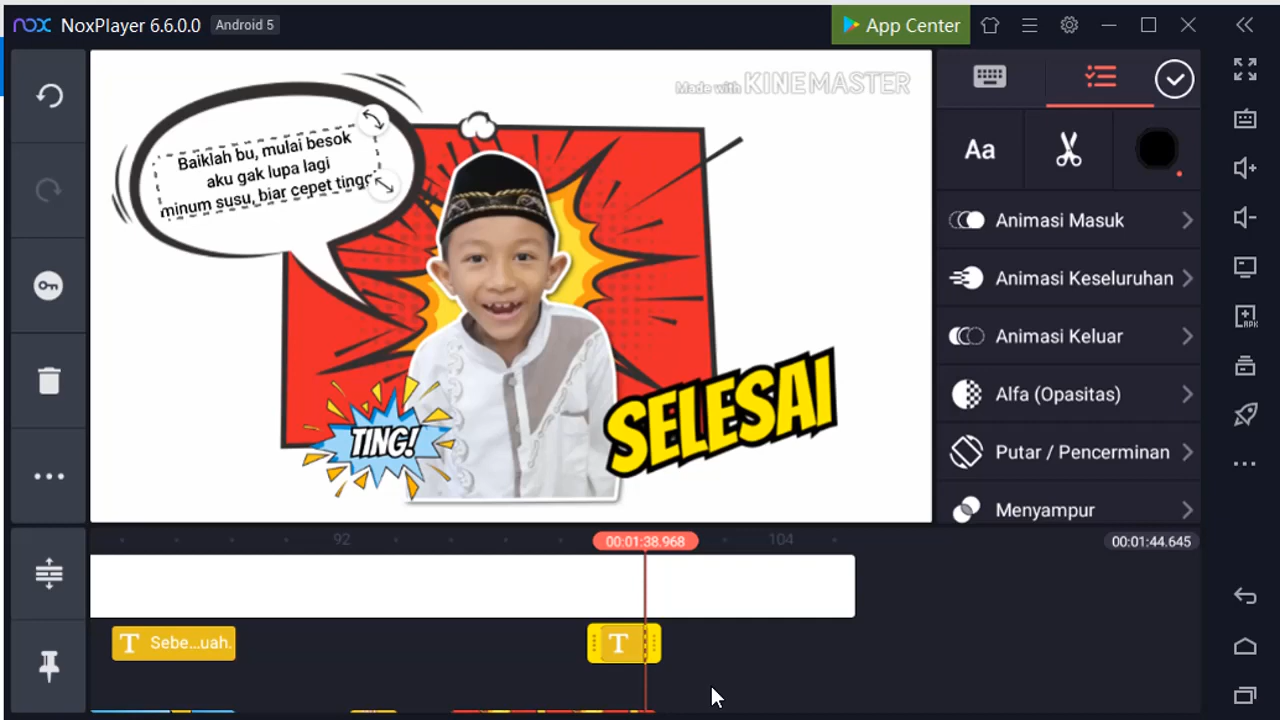 nox NoxPlayer 6.6.0.0 Android 5 App Center
Made with KINEMASTER
Baiklah bu, mulai besok
aku gak lupa lagi
minum susu, biar cepet tinggi
TING!
SELESAI
Aa
Animasi Masuk
Animasi Keseluruhan
Animasi Keluar
Alfa (Opasitas)
Putar / Pencerminan
Menyampur
92 00:01:38.968 104 00:01:44.645
T Sebe...uah. T
APK